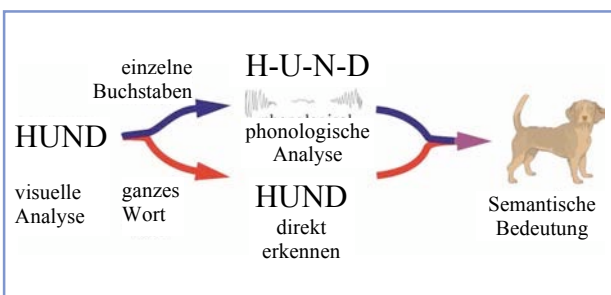 einzelne
Buchstaben
H-U-N-D
phonologische
Analyse
HUND
visuelle
Analyse
ganzes
Wort
HUND
direkt
erkennen
Semantische
Bedeutung